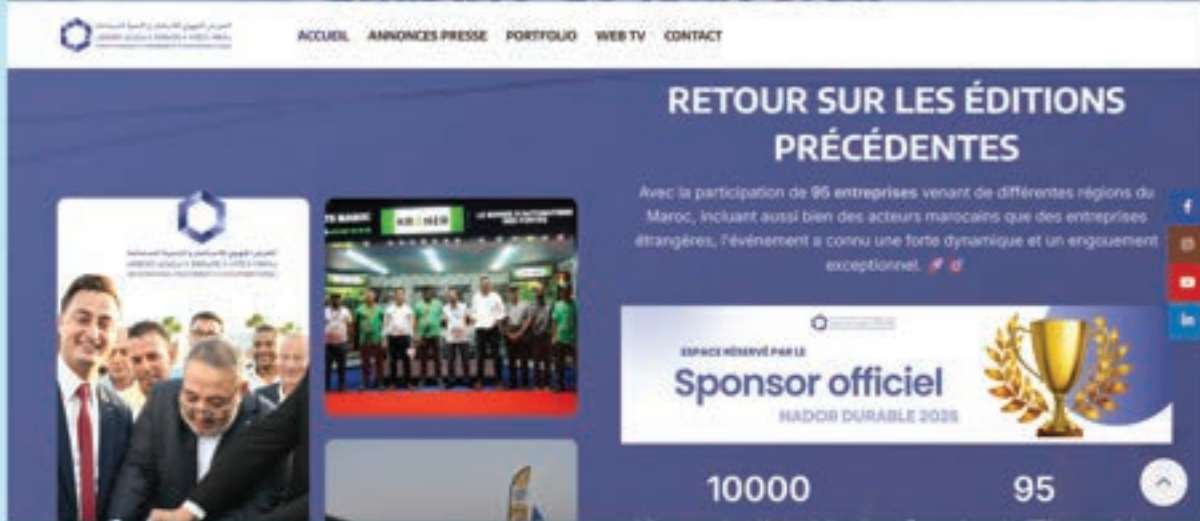 ACCUEIL ANNONCES PRESSE PORTFOLIO WEB TV CONTACT
RETOUR SUR LES ÉDITIONS
PRÉCÉDENTES
Avec la participation de 95 entreprises venant de différentes régions du
Maroc, incluant aussi bien des acteurs marocains que des entreprises
étrangères, l'événement a connu une forte dynamique et un engouement
exceptionnel.
MAROC
KROMER
ESPACE RÉSERVÉ PAR LE
Sponsor officiel
NADOR DURABLE 2025
10000
95